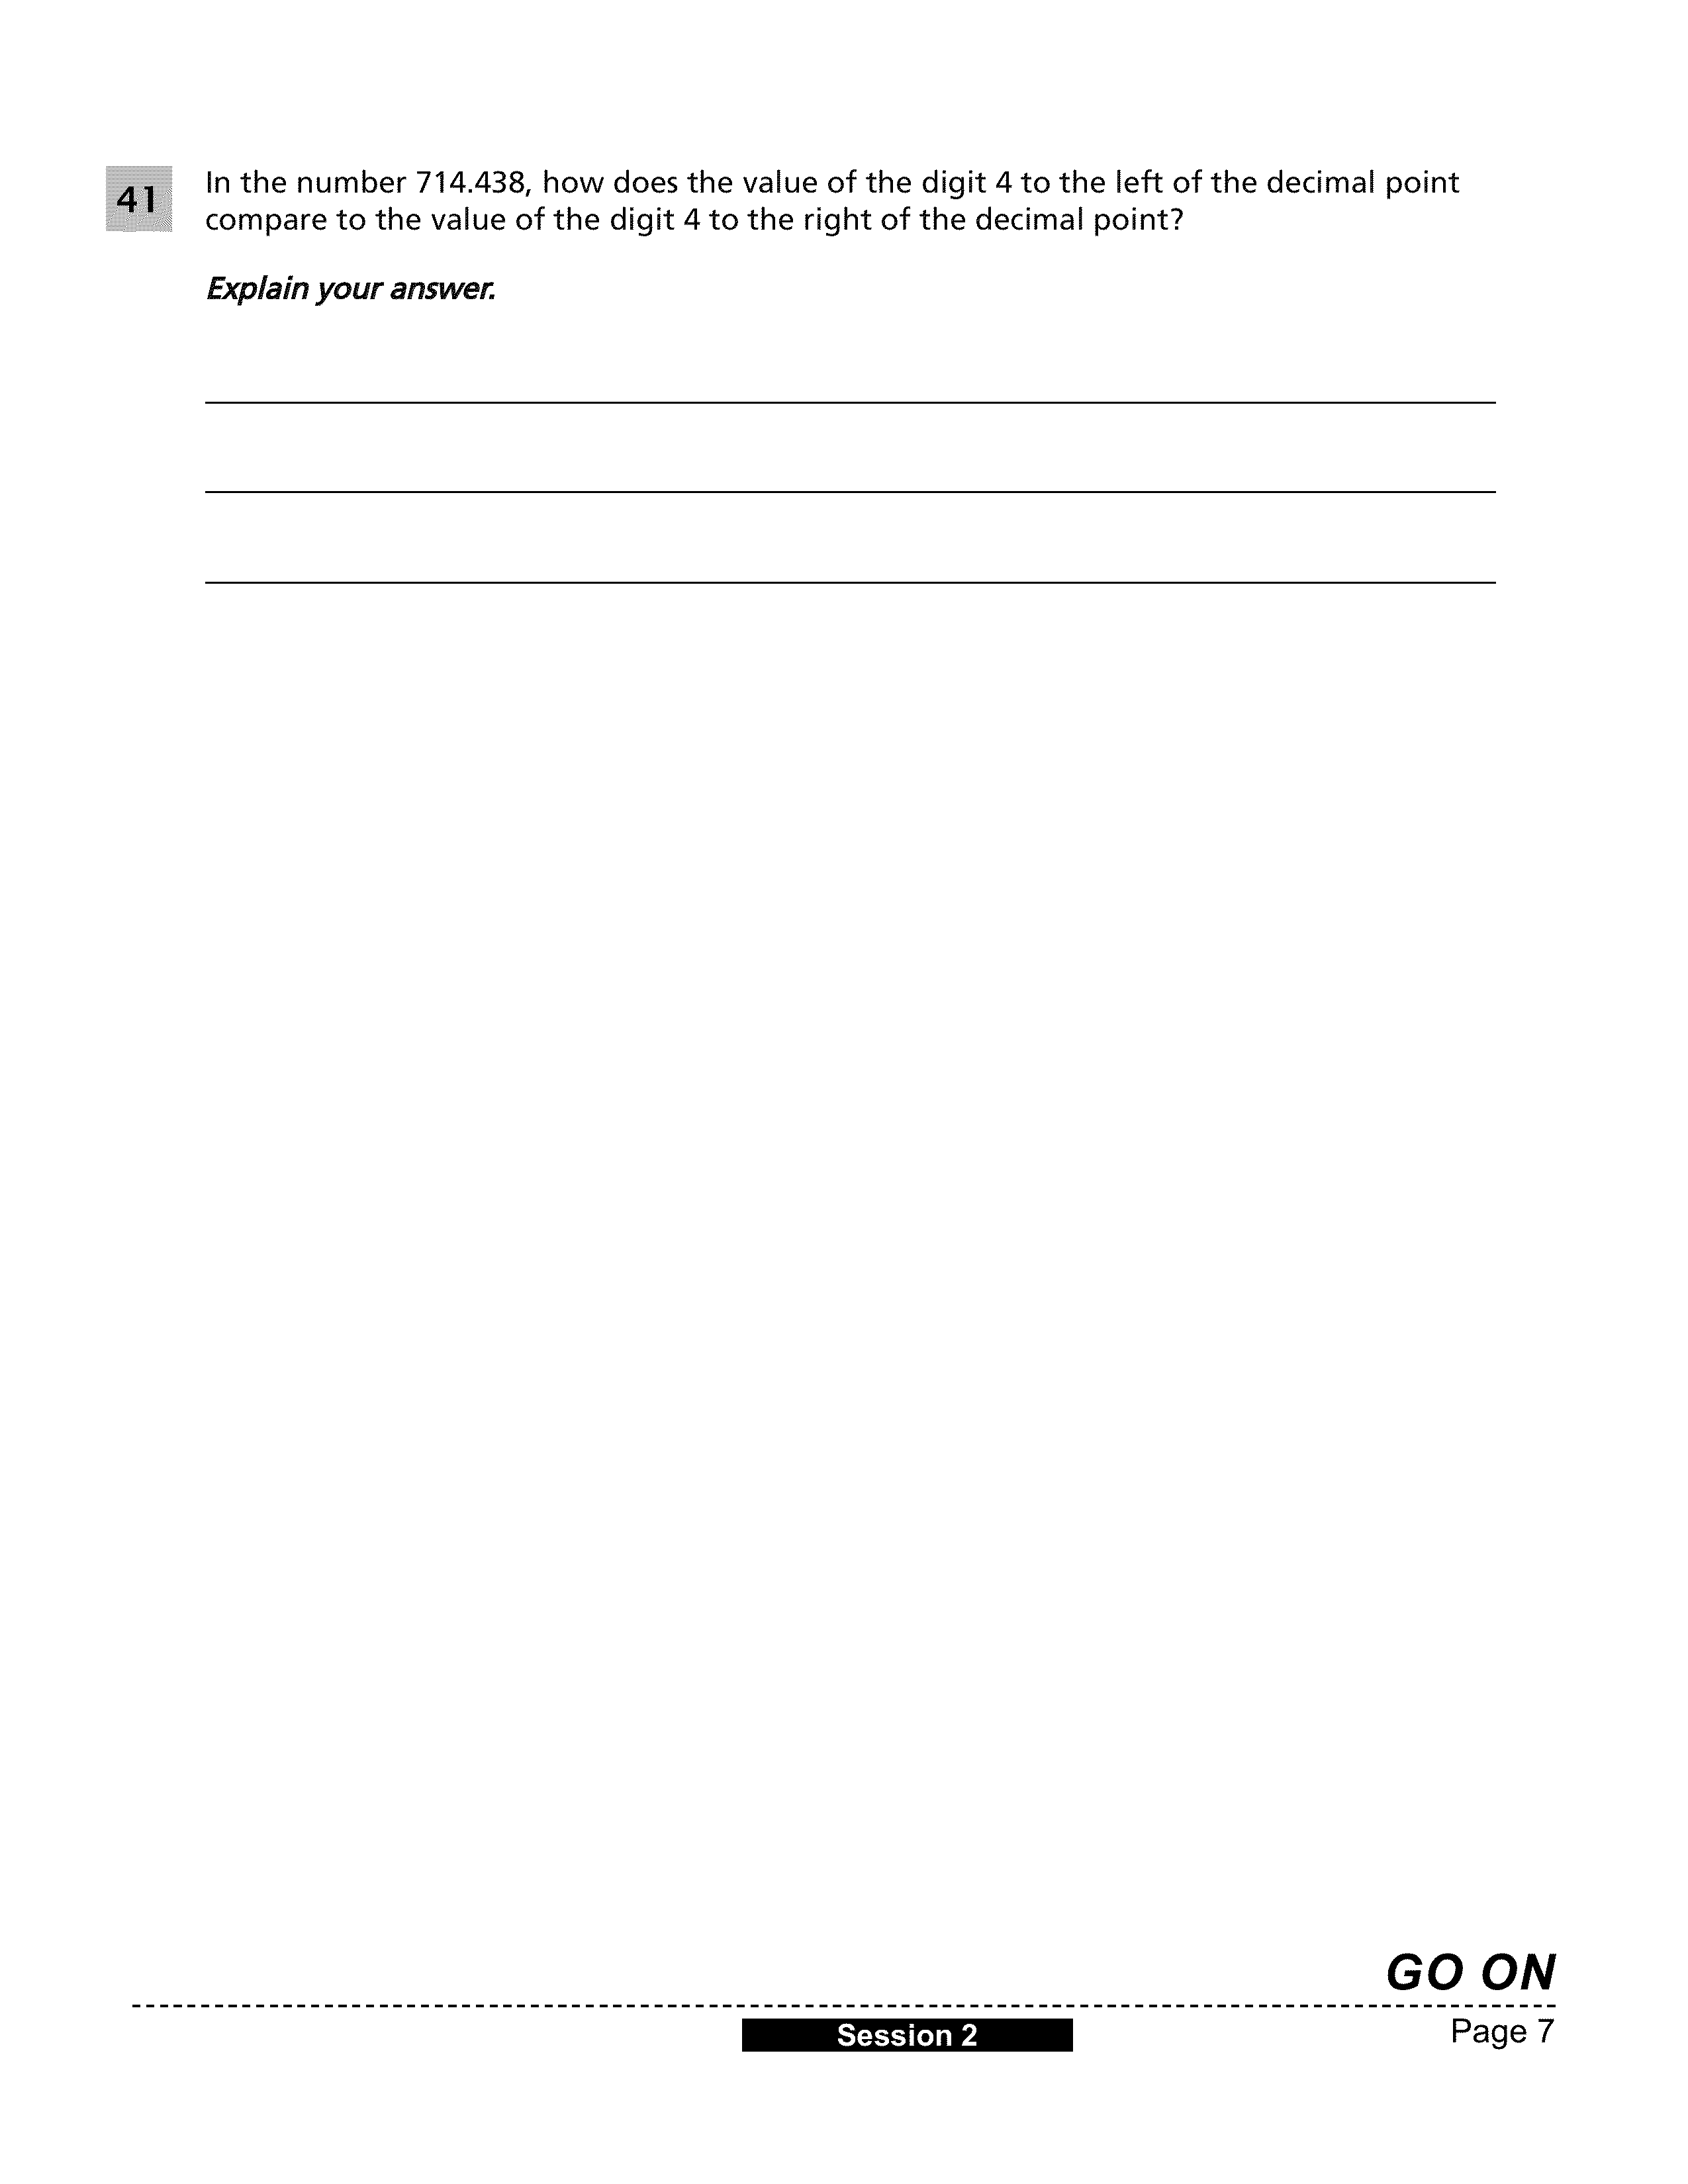 41
In the number 714.438, how does the value of the digit 4 to the left of the decimal point
compare to the value of the digit 4 to the right of the decimal point?
Explain your answer.
GO ON
Session 2
Page 7